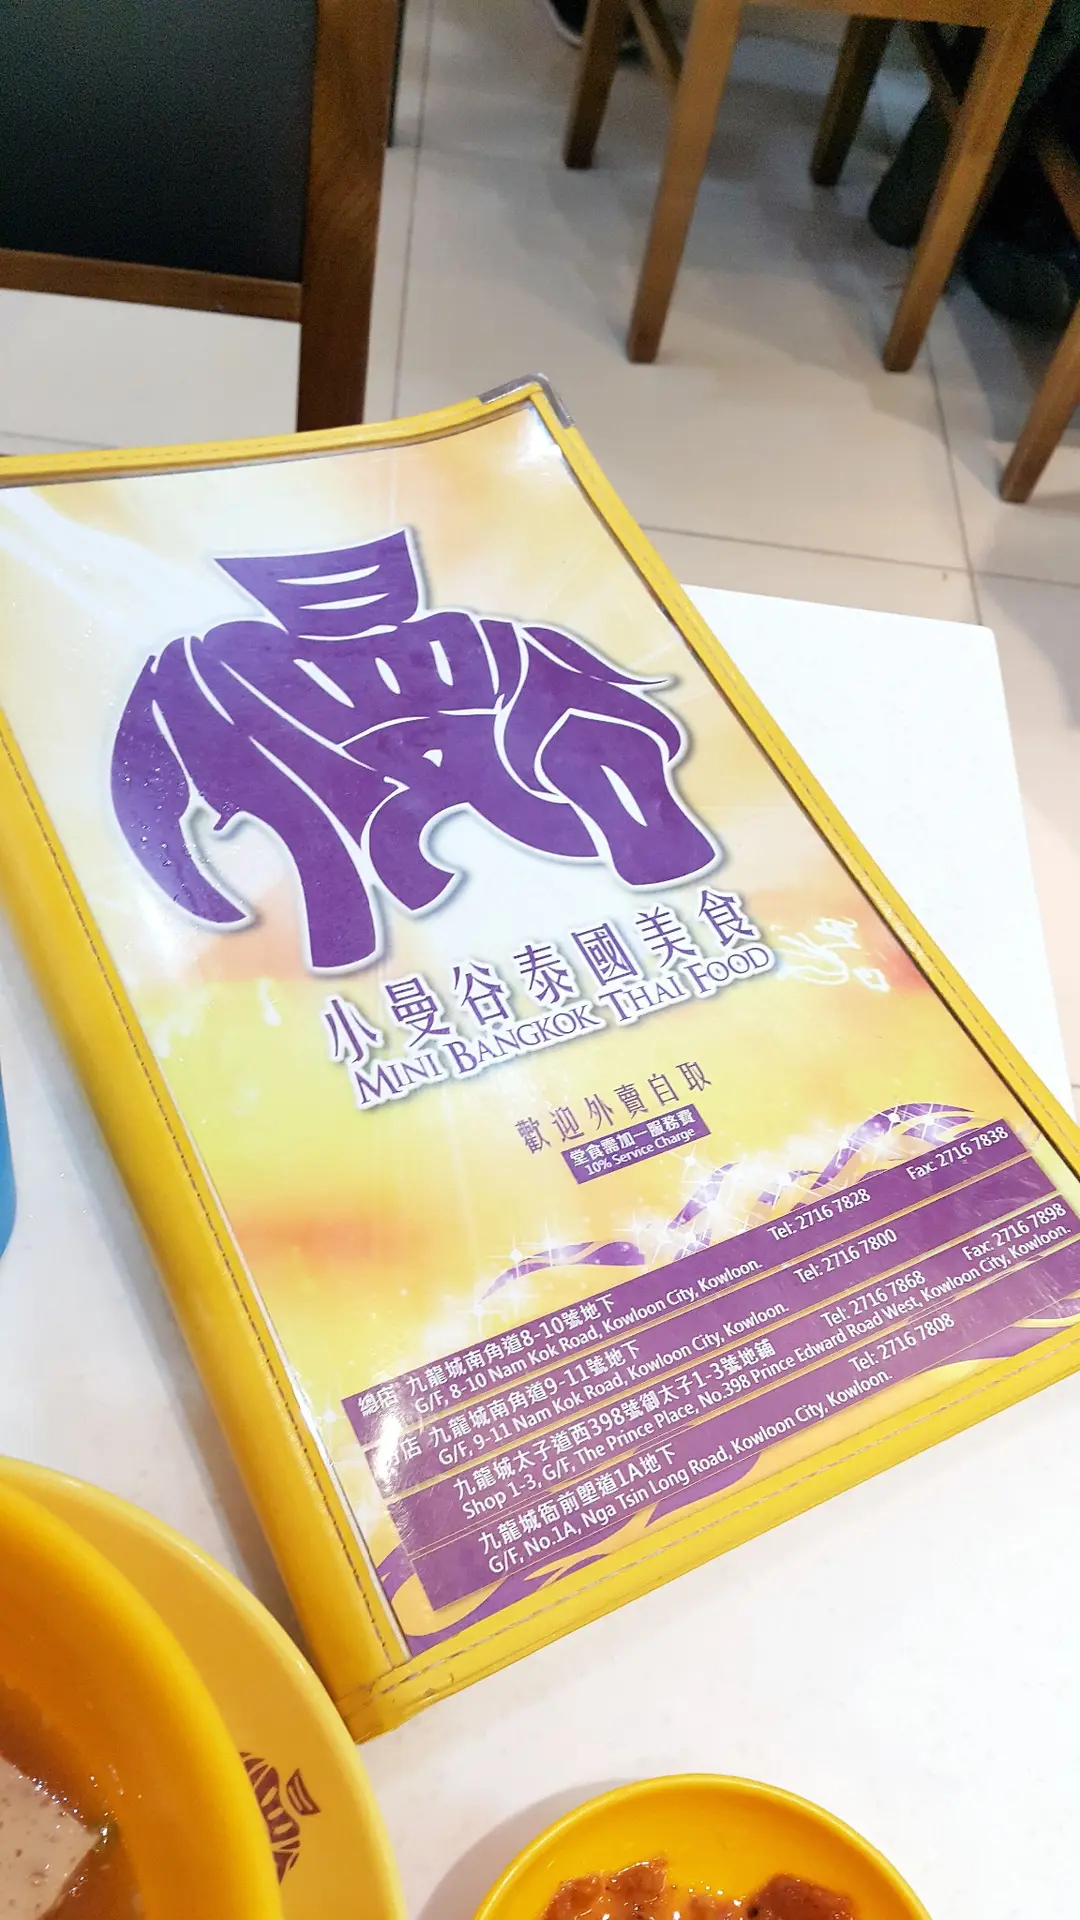 小曼谷泰國美食
MINI BANGKOK THAI FOOD
歡迎外賣自取
堂食需加一服務費
10% Service Charge
總店 九龍城南角道8-10號地下
G/F, 8-10 Nam Kok Road, Kowloon City, Kowloon. Tel: 2716 7828 Fax: 2716 7838
店 九龍城南角道9-11號地下
G/F, 9-11 Nam Kok Road, Kowloon City, Kowloon. Tel: 2716 7800
九龍城太子道西398號御太子1-3號地鋪 Tel: 2716 7868 Fax: 2716 7898
Shop 1-3, G/F, The Prince Place, No.398 Prince Edward Road West, Kowloon City, Kowloon.
九龍城衙前塱道1A地下 Tel: 2716 7808
G/F, No.1A, Nga Tsin Long Road, Kowloon City, Kowloon.